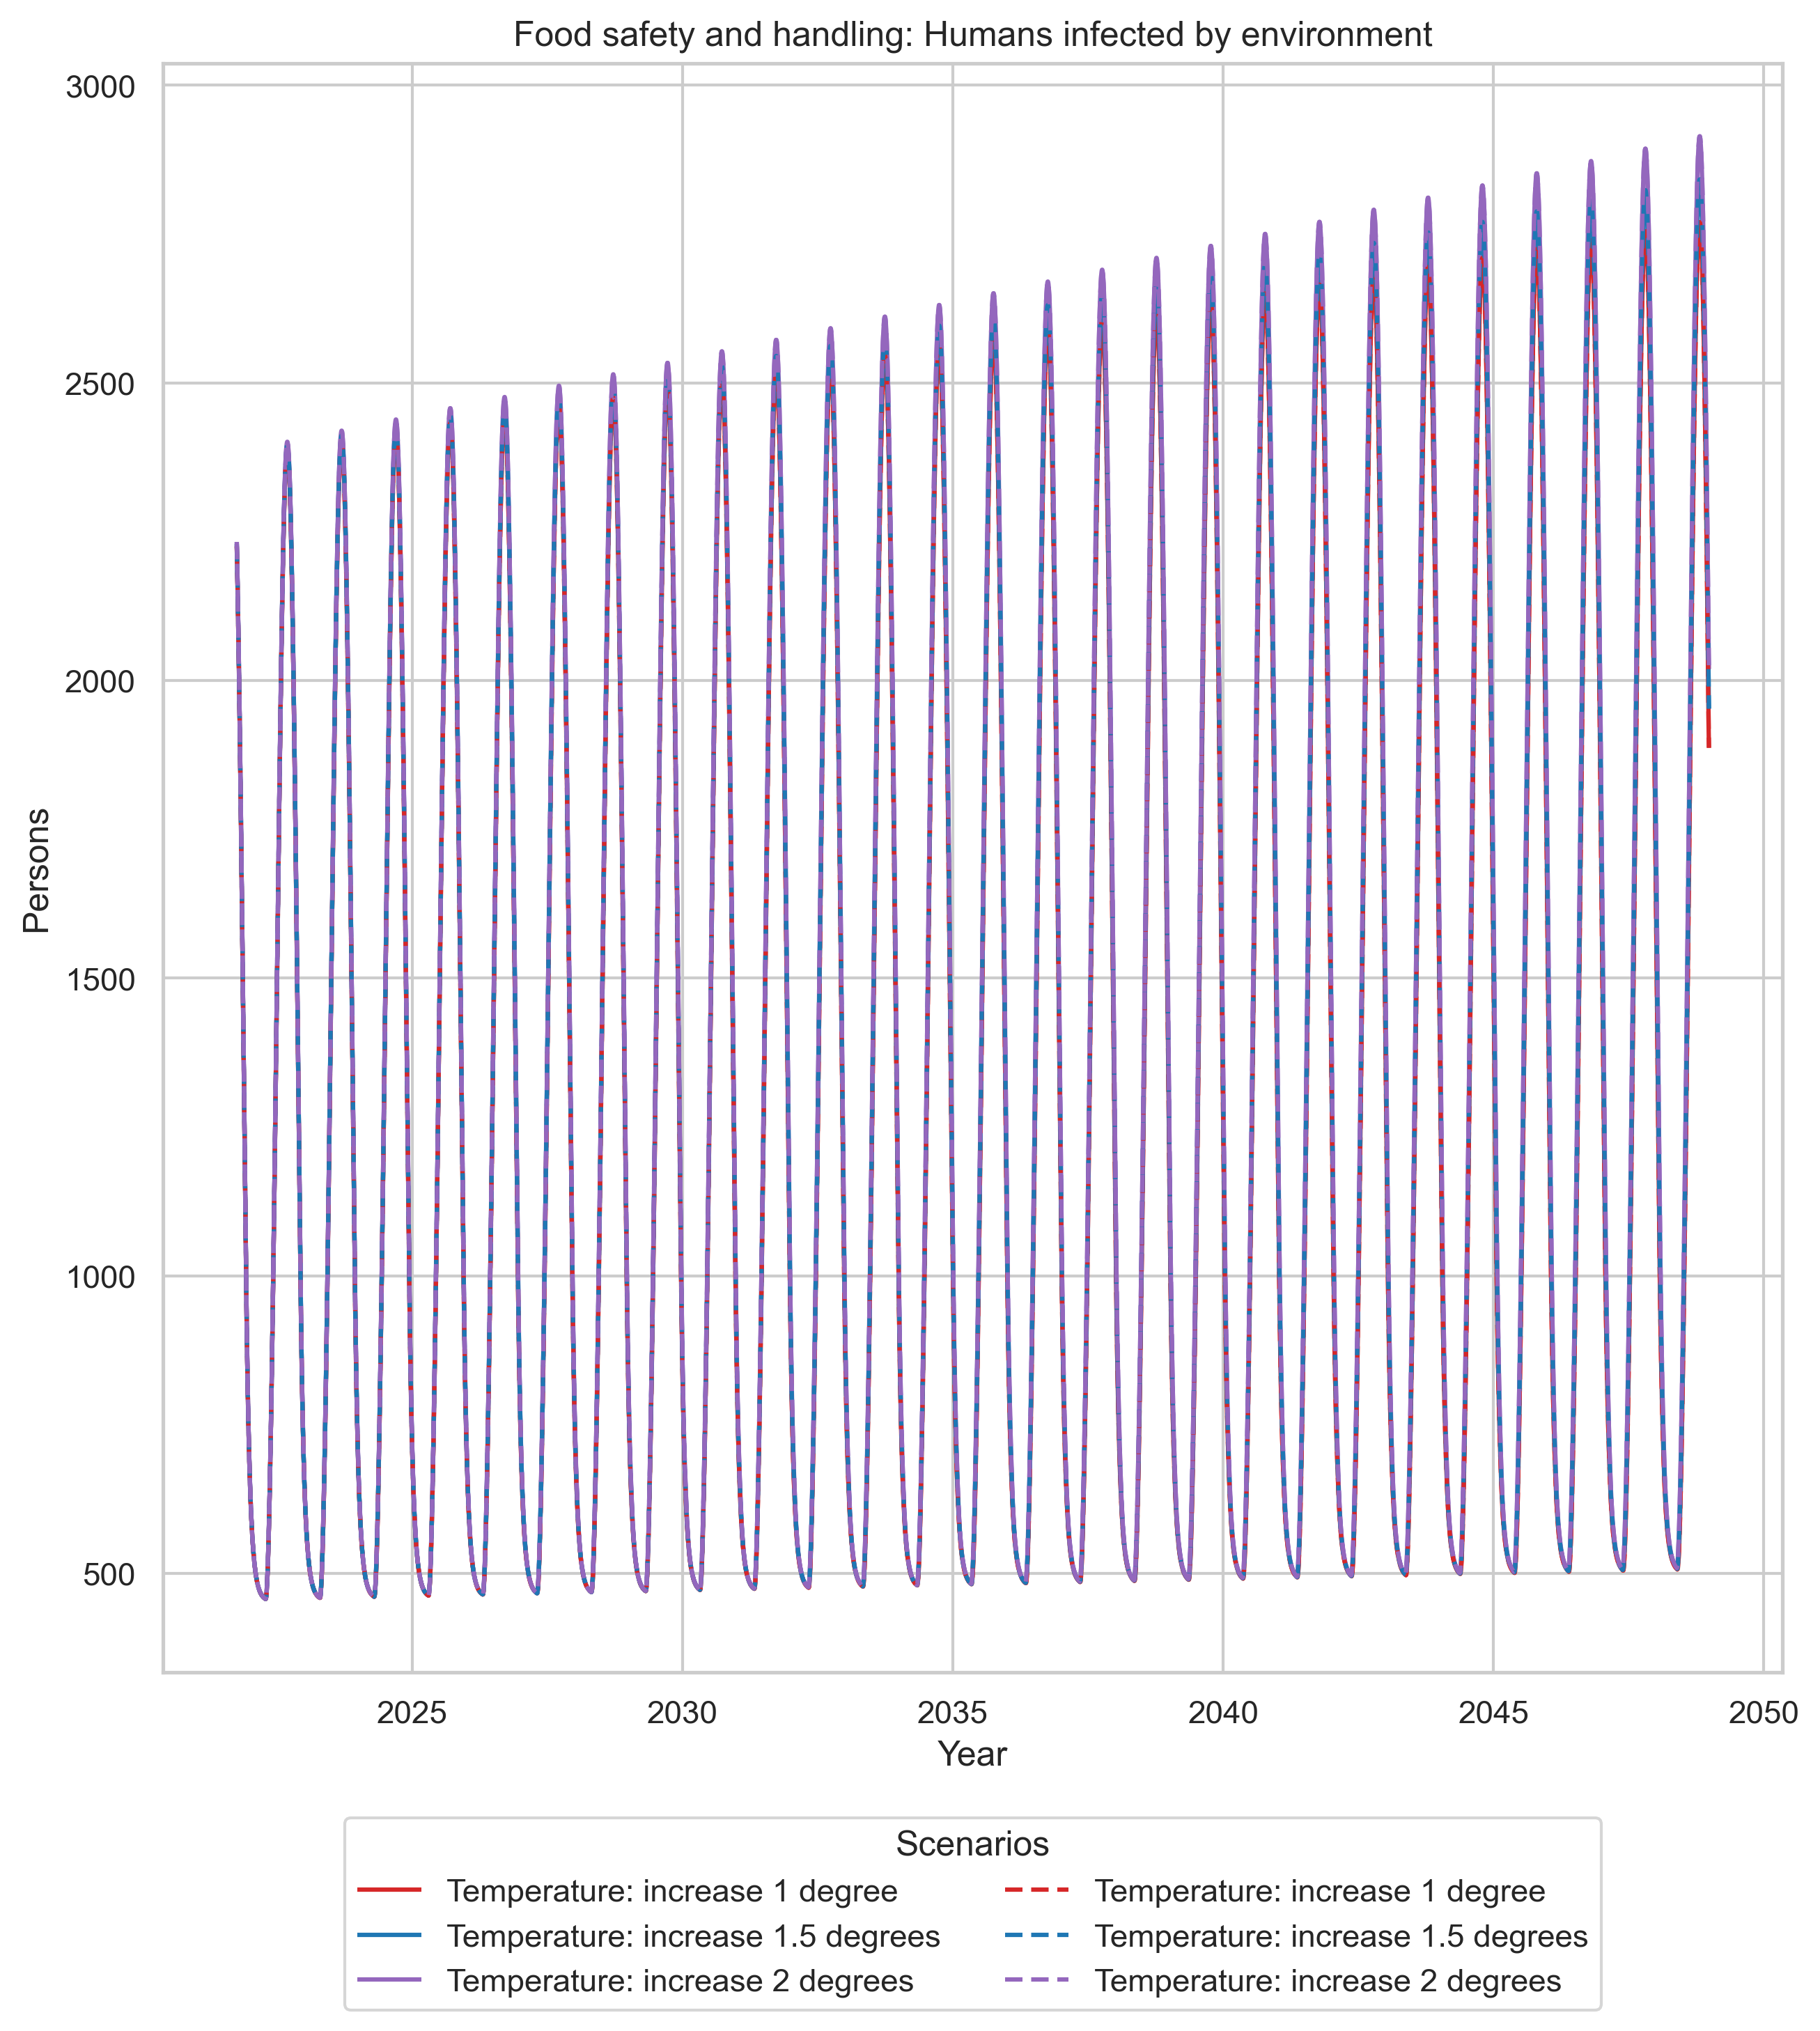 Food safety and handling: Humans infected by environment
3000
2500
2000
1500
1000
500
Persons
2025 2030 2035 2040 2045 2050
Year
Scenarios
Temperature: increase 1 degree
Temperature: increase 1.5 degrees
Temperature: increase 2 degrees
Temperature: increase 1 degree
Temperature: increase 1.5 degrees
Temperature: increase 2 degrees